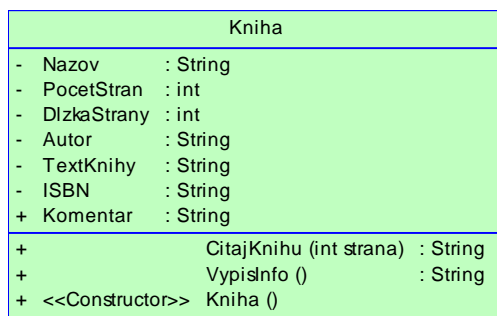 Kniha
- Nazov : String
- PocetStran : int
- DlzkaStrany : int
- Autor : String
- TextKnihy : String
- ISBN : String
+ Komentar : String
+ CitajKnihu (int strana) : String
+ VypisInfo () : String
+ <<Constructor>> Kniha ()